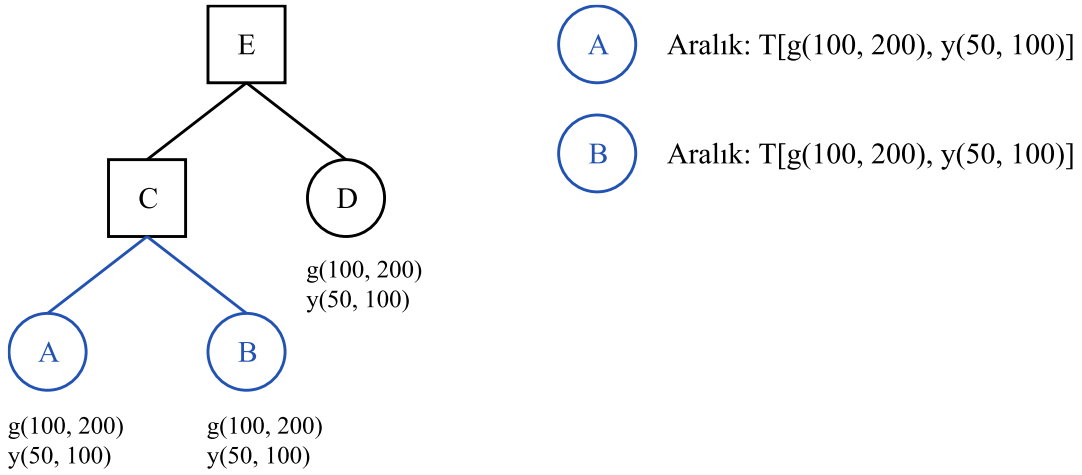 E
A
Aralık: T[g(100, 200), y(50, 100)]
B
Aralık: T[g(100, 200), y(50, 100)]
C
D
g(100, 200)
y(50, 100)
A
B
g(100, 200)
y(50, 100)
g(100, 200)
y(50, 100)